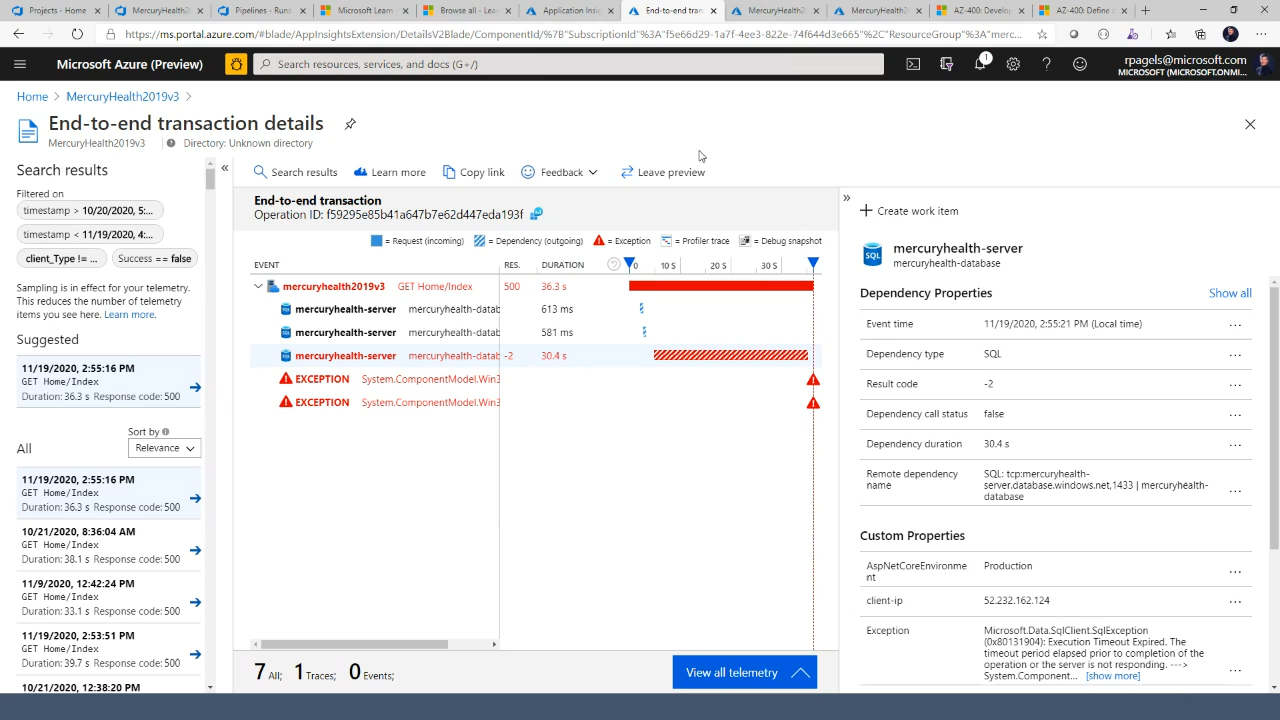 Projects - Home
MercuryHealth2
Pipelines - Runs
Microsoft Learn
Browse all - Lea
Application Insi
End-to-end trans
MercuryHealth20
MercuryHealth20
AZ-400: Develop
AZ-400: Define a
https://ms.portal.azure.com/#blade/AppInsightsExtension/DetailsV2Blade/ComponentId/%7B"SubscriptionId"%3A"f5e66d29-1a7f-4ee3-822e-74f644d3e665"%2C"ResourceGroup"%3A"merc...
Microsoft Azure (Preview)
Search resources, services, and docs (G+/)
1
rpagels@microsoft.com
MICROSOFT (MICROSOFT.ONMI...
Home > MercuryHealth2019v3 >
End-to-end transaction details
MercuryHealth2019v3
Directory: Unknown directory
Search results
Filtered on
timestamp > 10/20/2020, 5:...
timestamp < 11/19/2020, 4:...
client_Type != ...
Success == false
Sampling is in effect for your telemetry.
This reduces the number of telemetry
items you see here. Learn more.
Suggested
11/19/2020, 2:55:16 PM
GET Home/Index
Duration: 36.3 s Response code: 500
Sort by
All
Relevance
11/19/2020, 2:55:16 PM
GET Home/Index
Duration: 36.3 s Response code: 500
10/21/2020, 8:36:04 AM
GET Home/Index
Duration: 38.1 s Response code: 500
11/9/2020, 12:42:24 PM
GET Home/Index
Duration: 33.1 s Response code: 500
11/19/2020, 2:53:51 PM
GET Home/Index
Duration: 39.7 s Response code: 500
10/21/2020, 12:38:20 PM
Search results
Learn more
Copy link
Feedback
Leave preview
End-to-end transaction
Operation ID: f59295e85b41a647b7e62d447eda193f
= Request (incoming)
= Dependency (outgoing)
= Exception
= Profiler trace
= Debug snapshot
EVENT RES. DURATION 0 10 S 20 S 30 S
mercuryhealth2019v3 GET Home/Index 500 36.3 s
mercuryhealth-server mercuryhealth-datab 613 ms
mercuryhealth-server mercuryhealth-datab 581 ms
mercuryhealth-server mercuryhealth-datab -2 30.4 s
EXCEPTION System.ComponentModel.Win3
EXCEPTION System.ComponentModel.Win3
7 All; 1 Traces; 0 Events;
View all telemetry
Create work item
SQL
mercuryhealth-server
mercuryhealth-database
Dependency Properties
Show all
Event time 11/19/2020, 2:55:21 PM (Local time) ...
Dependency type SQL ...
Result code -2 ...
Dependency call status false ...
Dependency duration 30.4 s ...
Remote dependency name SQL: tcp:mercuryhealth-
server.database.windows.net,1433 | mercuryhealth-
database ...
Custom Properties
AspNetCoreEnvironme
nt Production ...
client-ip 52.232.162.124 ...
Exception Microsoft.Data.SqlClient.SqlException
(0x80131904): Execution Timeout Expired. The
timeout period elapsed prior to completion of the
operation or the server is not responding. --->
System.Component... [show more] ...